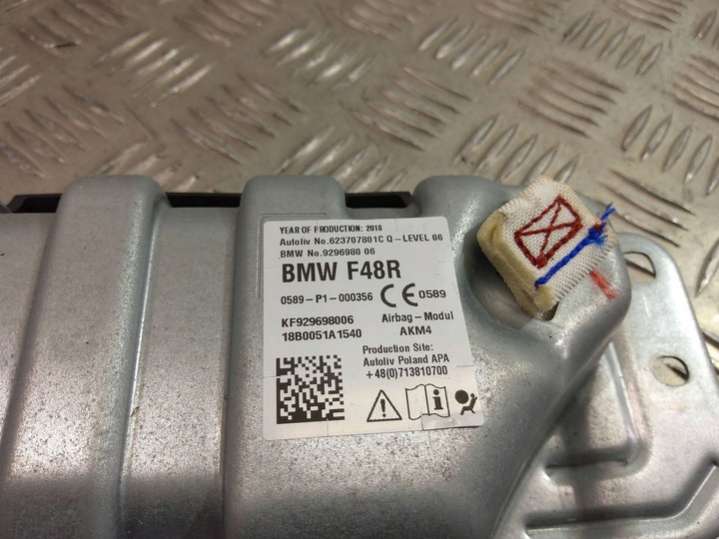 YEAR OF PRODUCTION: 2018
Autoliv No.623707801C Q-LEVEL 06
BMW No.9296980 06
BMW F48R
0589-P1-000356 CE 0589
KF929698006 Airbag-Modul
18B0051A1540 AKM4
Production Site:
Autoliv Poland APA
+48(0)713810700